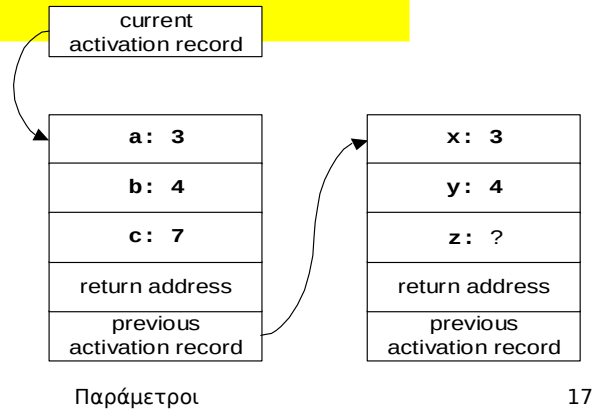 current
activation record
a: 3
b: 4
c: 7
return address
previous
activation record
x: 3
y: 4
z: ?
return address
previous
activation record
Παράμετροι
17